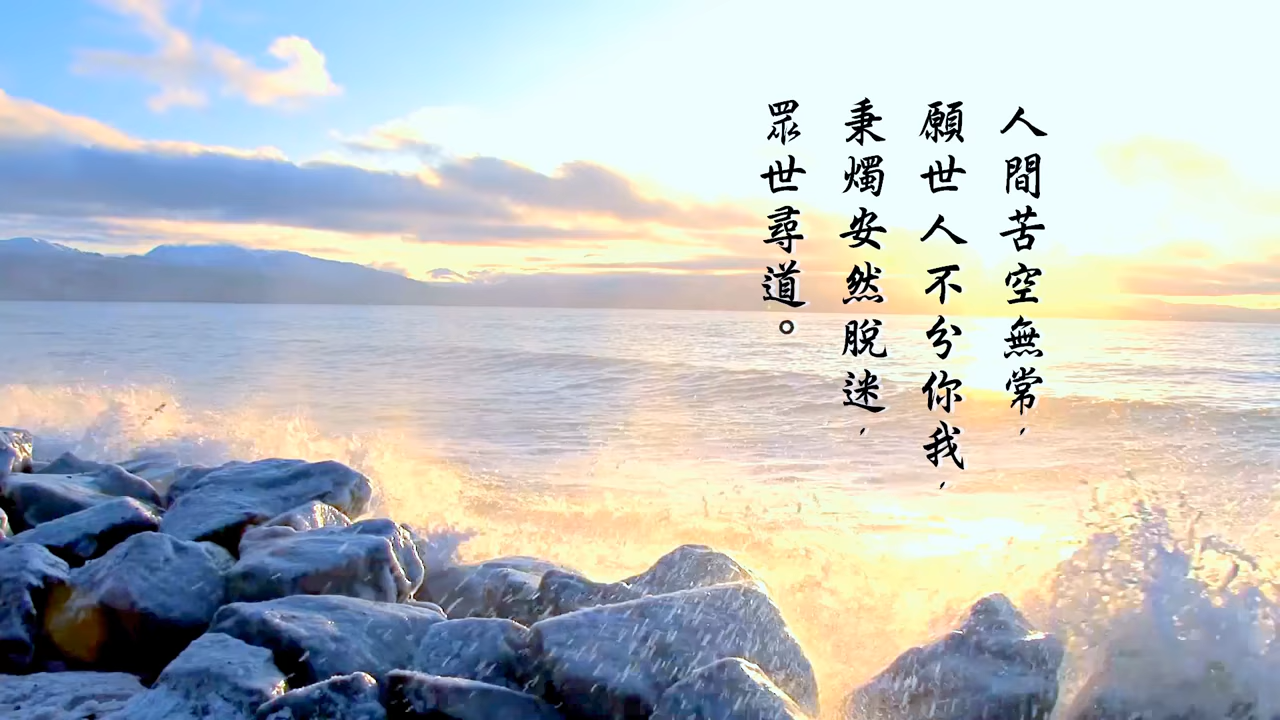 人間苦空無常，
願世人不分你我，
秉燭安然脫迷，
眾世尋道。